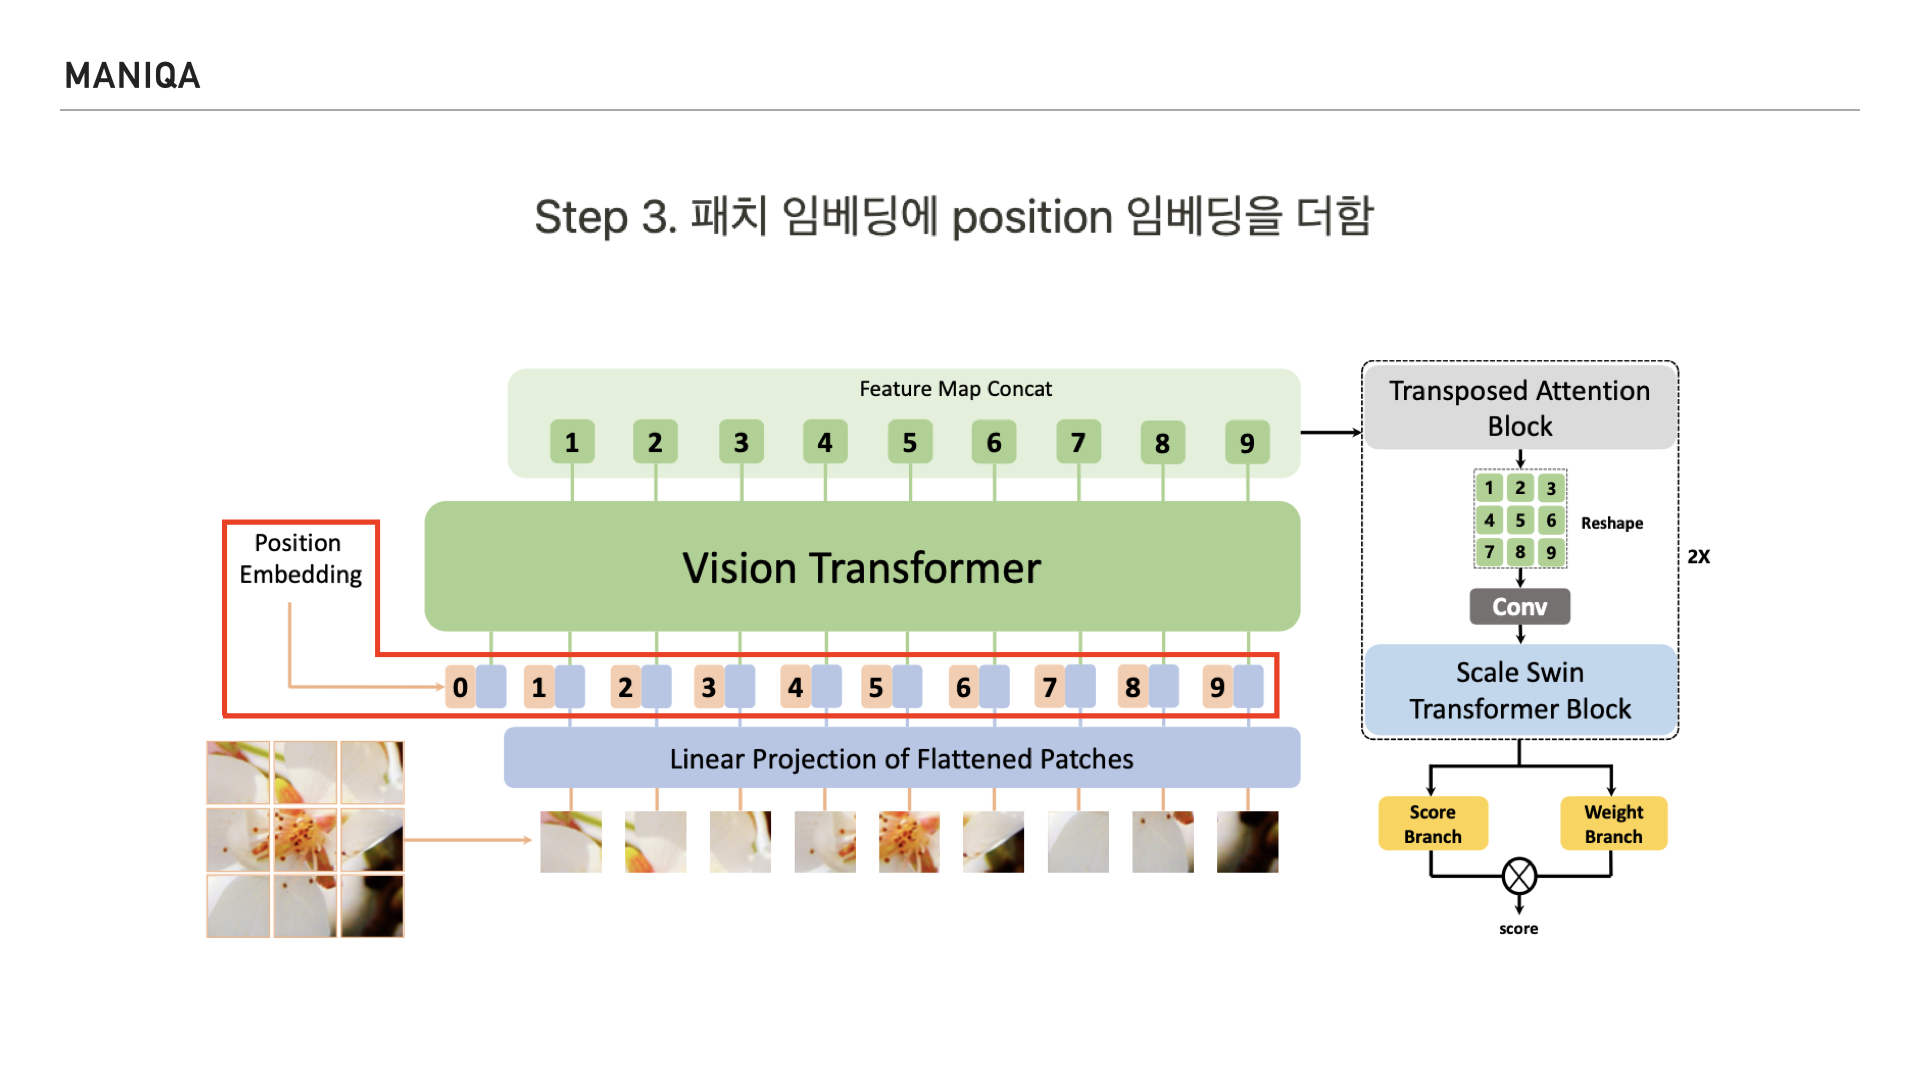 MANIQA
Step 3. 패치 임베딩에 position 임베딩을 더함
Feature Map Concat
1 2 3 4 5 6 7 8 9
Vision Transformer
Position
Embedding
0 1 2 3 4 5 6 7 8 9
Linear Projection of Flattened Patches
Transposed Attention
Block
1 2 3
4 5 6
7 8 9
Reshape
2X
Conv
Scale Swin
Transformer Block
Score
Branch
Weight
Branch
score